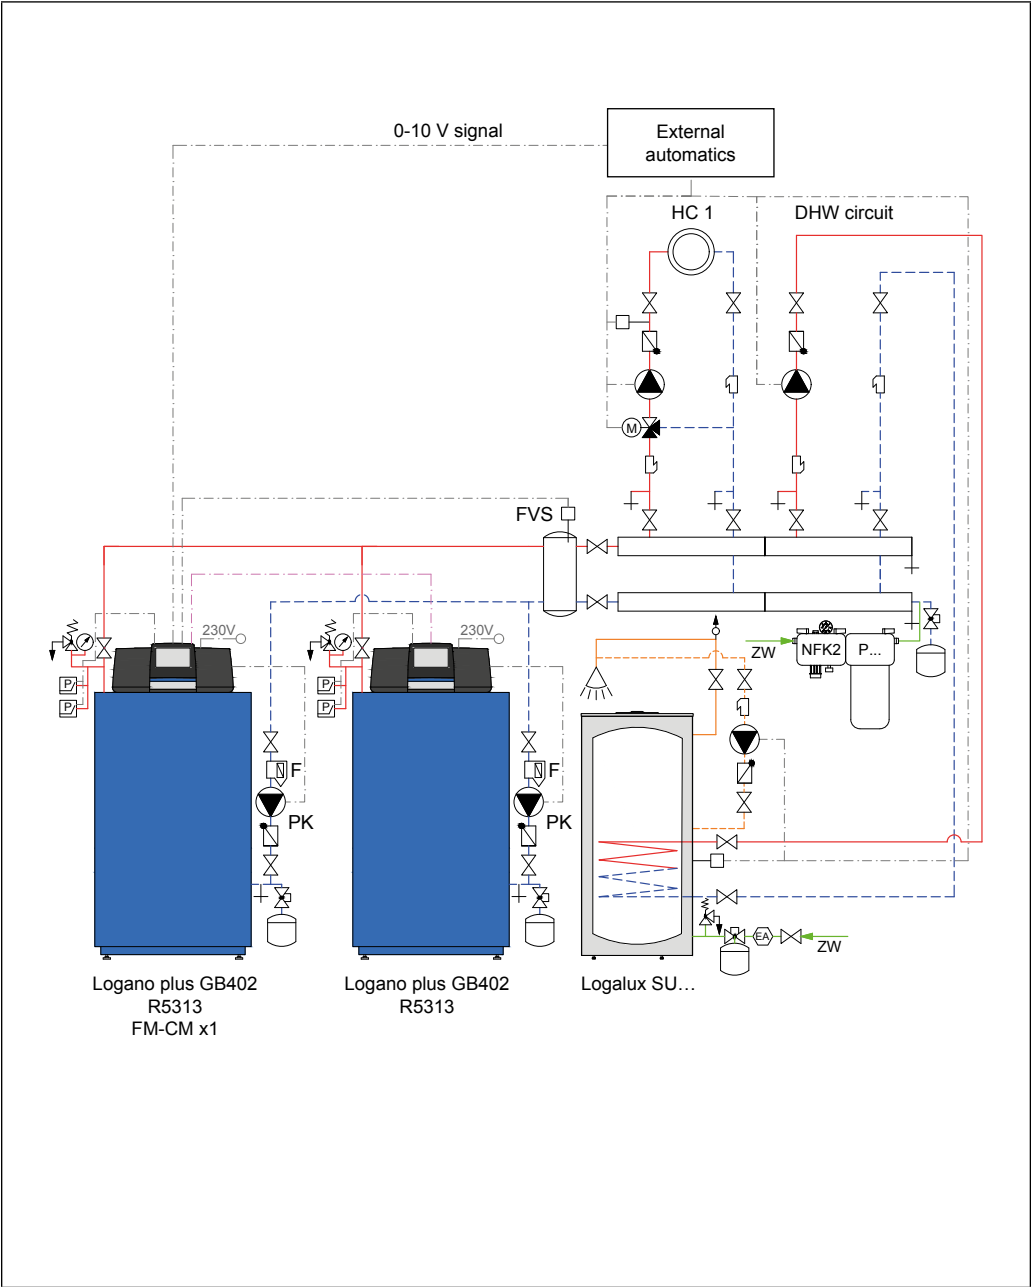 0-10 V signal
External
automatics
HC 1
DHW circuit
M
FVS
230V
230V
ZW
NFK2
P...
P
P
P
P
F
F
PK
PK
EA
ZW
Logano plus GB402
R5313
FM-CM x1
Logano plus GB402
R5313
Logalux SU...